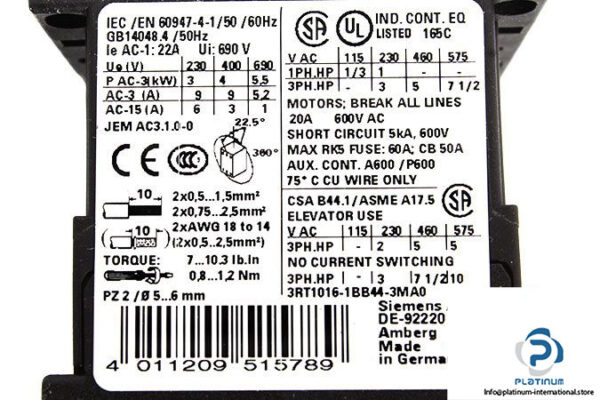 IEC /EN 60947-4-1/50 /60Hz
GB14048.4 /50Hz
Ie AC-1: 22A Ui: 690 V
Ue (V) 230 400 690
P AC-3(kW) 3 4 5,5
AC-3 (A) 9 9 5,2
AC-15 (A) 6 3 1
JEM AC3.1.0-0
22.5°
360°
CE CCC
10 2x0,5...1,5mm²
2x0,75...2,5mm²
10 2xAWG 18 to 14
(2x0,5...2,5mm²)
TORQUE: 7...10.3 lb.in
0,8...1,2 Nm
PZ 2 / Ø 5...6 mm
SA UL IND. CONT. EQ
LISTED 165C
V AC 115 230 460 575
1PH.HP 1/3 1 - -
3PH.HP - 3 5 7 1/2
MOTORS; BREAK ALL LINES
20A 600V AC
SHORT CIRCUIT 5kA, 600V
MAX RK5 FUSE: 60A; CB 50A
AUX. CONT. A600 /P600
75° C CU WIRE ONLY
CSA B44.1/ ASME A17.5
ELEVATOR USE
SA
V AC 115 230 460 575
3PH.HP - 2 5 5
NO CURRENT SWITCHING
3PH.HP - 3 7 1/2 10
3RT1016-1BB44-3MA0
Siemens
DE-92220
Amberg
Made
in Germa
4 011209 515789
PLATINUM
Info@platinum-international.store